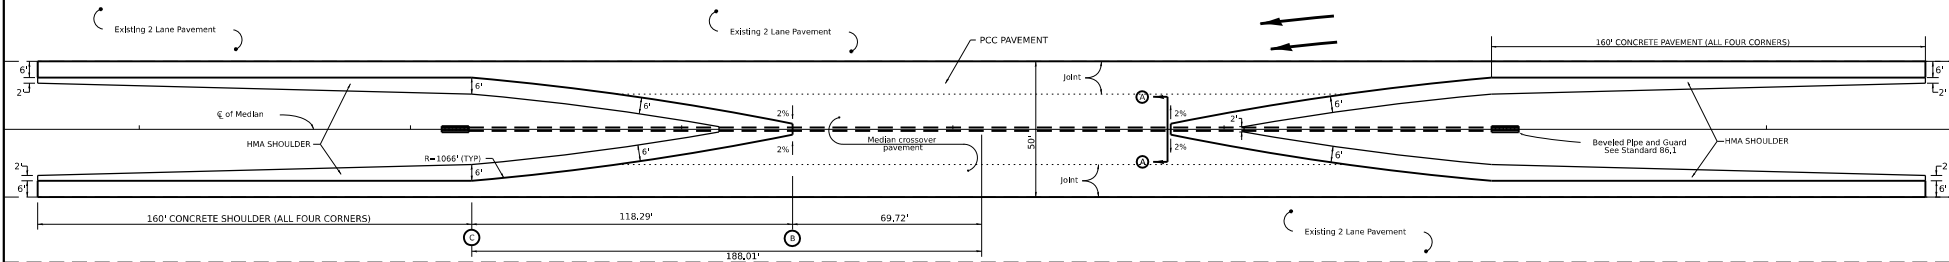 Existing 2 Lane Pavement
Existing 2 Lane Pavement
PCC PAVEMENT
160' CONCRETE PAVEMENT (ALL FOUR CORNERS)
6'
2'
6'
6'
Joint
6'
2'
6'
℄ of Median
HMA SHOULDER
2%
2%
Median crossover
pavement
50'
A
A
2%
2%
2'
6'
6'
Beveled Pipe and Guard
See Standard 86.1
HMA SHOULDER
R=1066' (TYP)
6'
6'
2'
6'
Joint
2'
6'
160' CONCRETE SHOULDER (ALL FOUR CORNERS)
118.29'
69.72'
C
B
188.01'
Existing 2 Lane Pavement